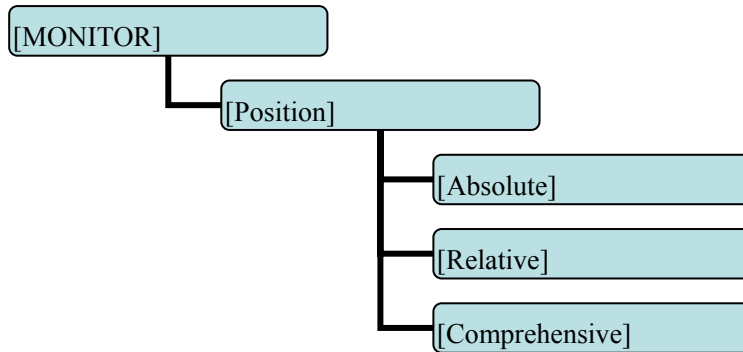 [MONITOR]
[Position]
[Absolute]
[Relative]
[Comprehensive]